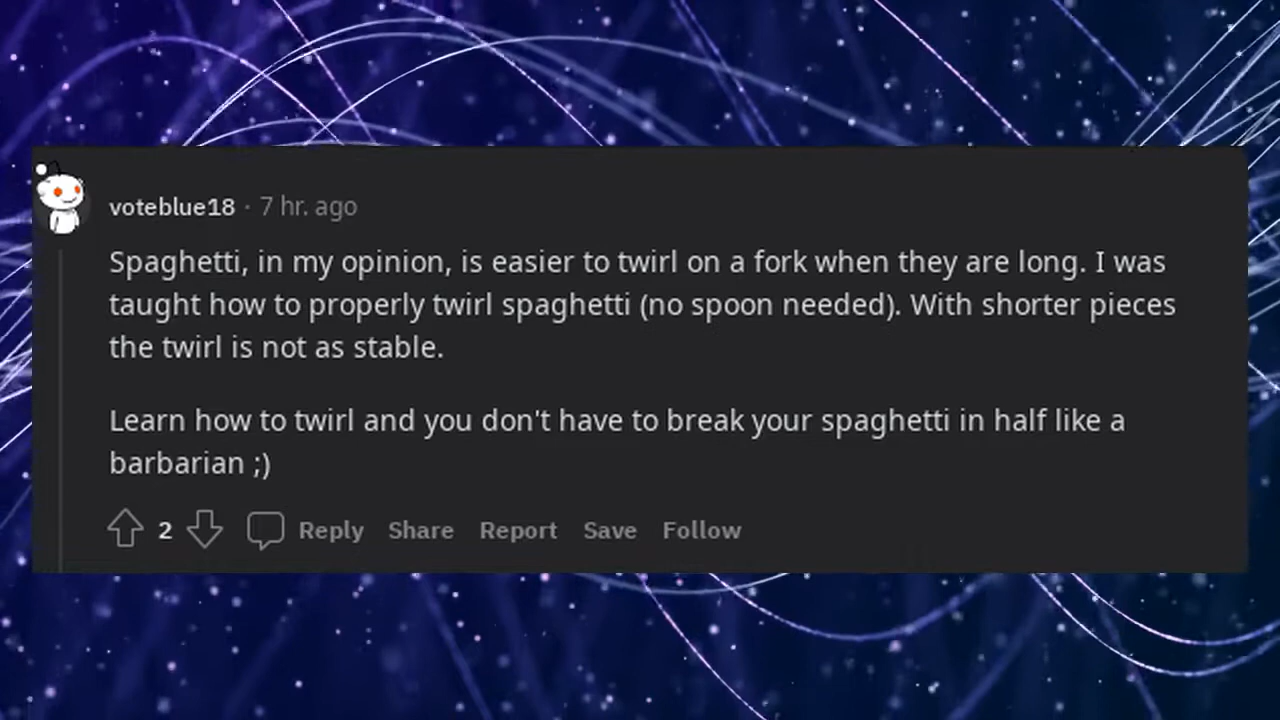 voteblue18 · 7 hr. ago
Spaghetti, in my opinion, is easier to twirl on a fork when they are long. I was
taught how to properly twirl spaghetti (no spoon needed). With shorter pieces
the twirl is not as stable.
Learn how to twirl and you don't have to break your spaghetti in half like a
barbarian ;)
2 Reply Share Report Save Follow